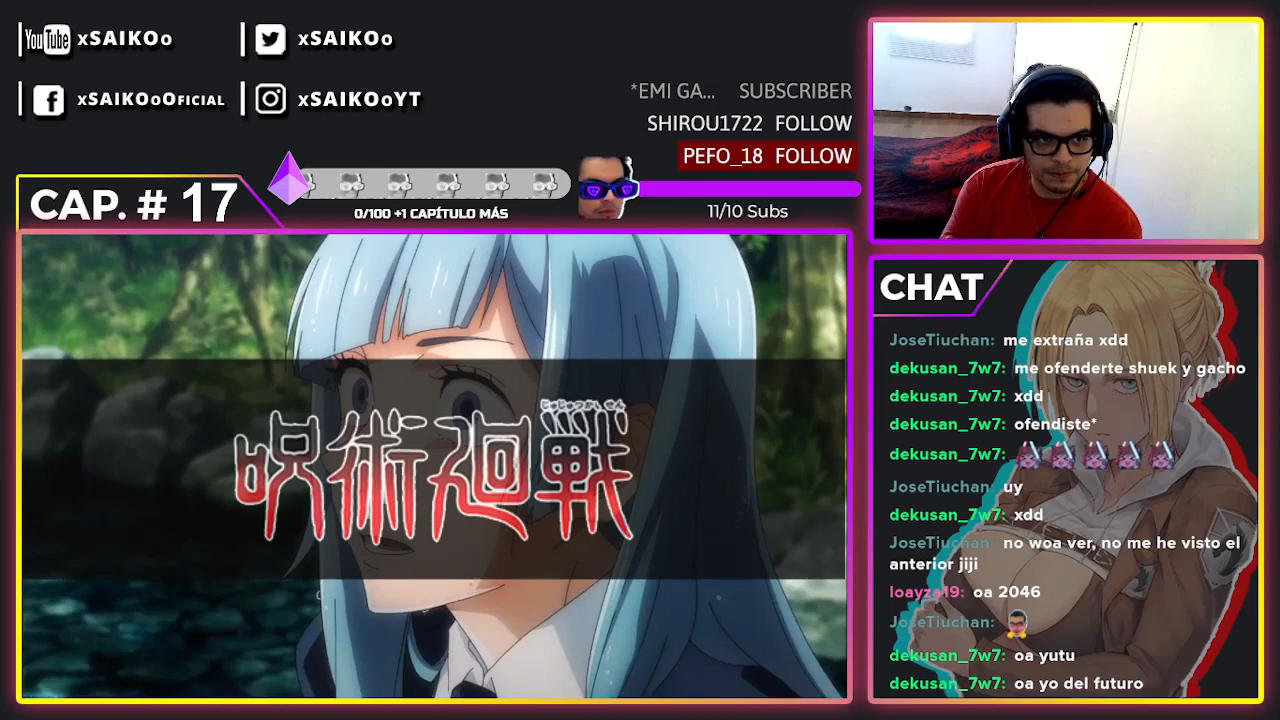 YouTube xSAIKOo
xSAIKOo
xSAIKOoOficial
xSAIKOoYT
*EMI GA... SUBSCRIBER
SHIROU1722 FOLLOW
PEFO_18 FOLLOW
CAP. # 17
0/100 +1 CAPÍTULO MÁS
11/10 Subs
呪術廻戦
CHAT
JoseTiuchan: me extraña xdd
dekusan_7w7: me ofenderte shuek y gacho
dekusan_7w7: xdd
dekusan_7w7: ofendiste*
dekusan_7w7:
JoseTiuchan: uy
dekusan_7w7: xdd
JoseTiuchan: no woa ver, no me he visto el
anterior jiji
loayza19: oa 2046
JoseTiuchan:
dekusan_7w7: oa yutu
dekusan_7w7: oa yo del futuro